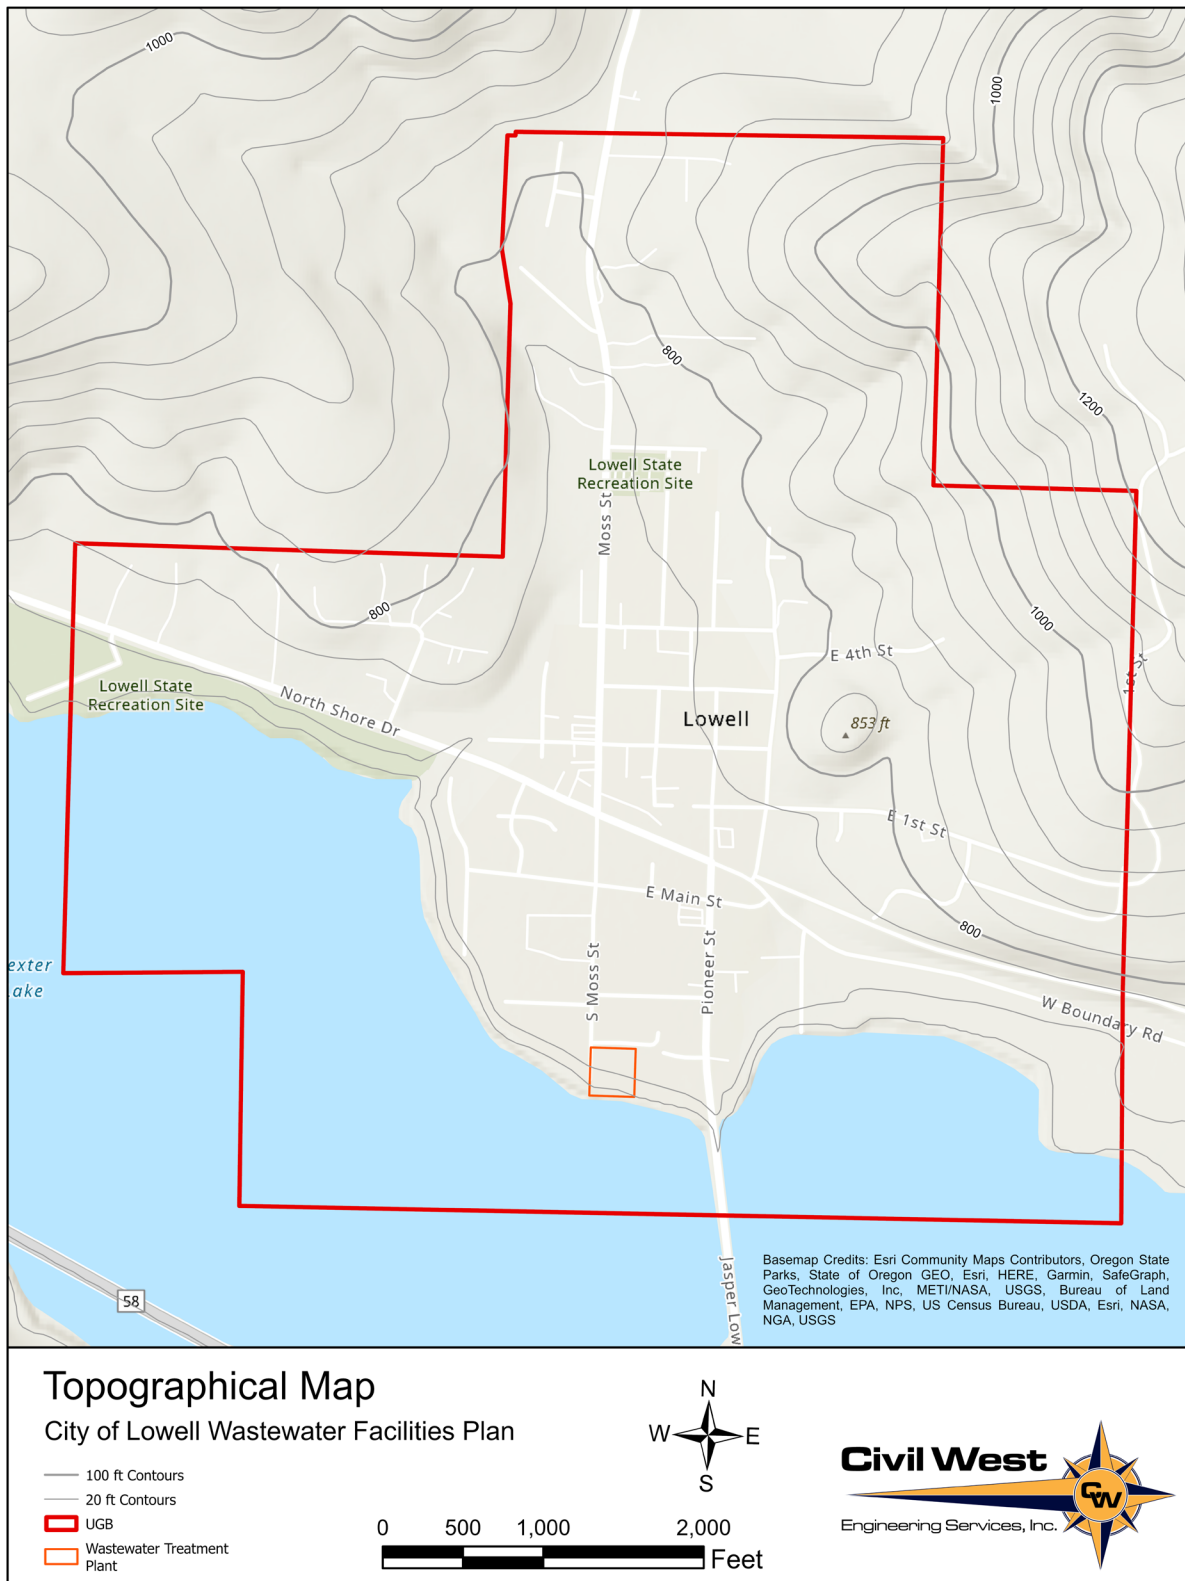 1000
1000
800
1200
Lowell State
Recreation Site
Moss St
800
1000
E 4th St
1st St
Lowell State
Recreation Site
North Shore Dr
Lowell
853 ft
E 1st St
E Main St
800
exter
ake
S Moss St
Pioneer St
W Boundary Rd
Jasper Low
58
Basemap Credits: Esri Community Maps Contributors, Oregon State
Parks, State of Oregon GEO, Esri, HERE, Garmin, SafeGraph,
GeoTechnologies, Inc, METI/NASA, USGS, Bureau of Land
Management, EPA, NPS, US Census Bureau, USDA, Esri, NASA,
NGA, USGS
Topographical Map
City of Lowell Wastewater Facilities Plan
100 ft Contours
20 ft Contours
UGB
Wastewater Treatment
Plant
N
W E
S
0 500 1,000 2,000
Feet
Civil West
Engineering Services, Inc.
CW